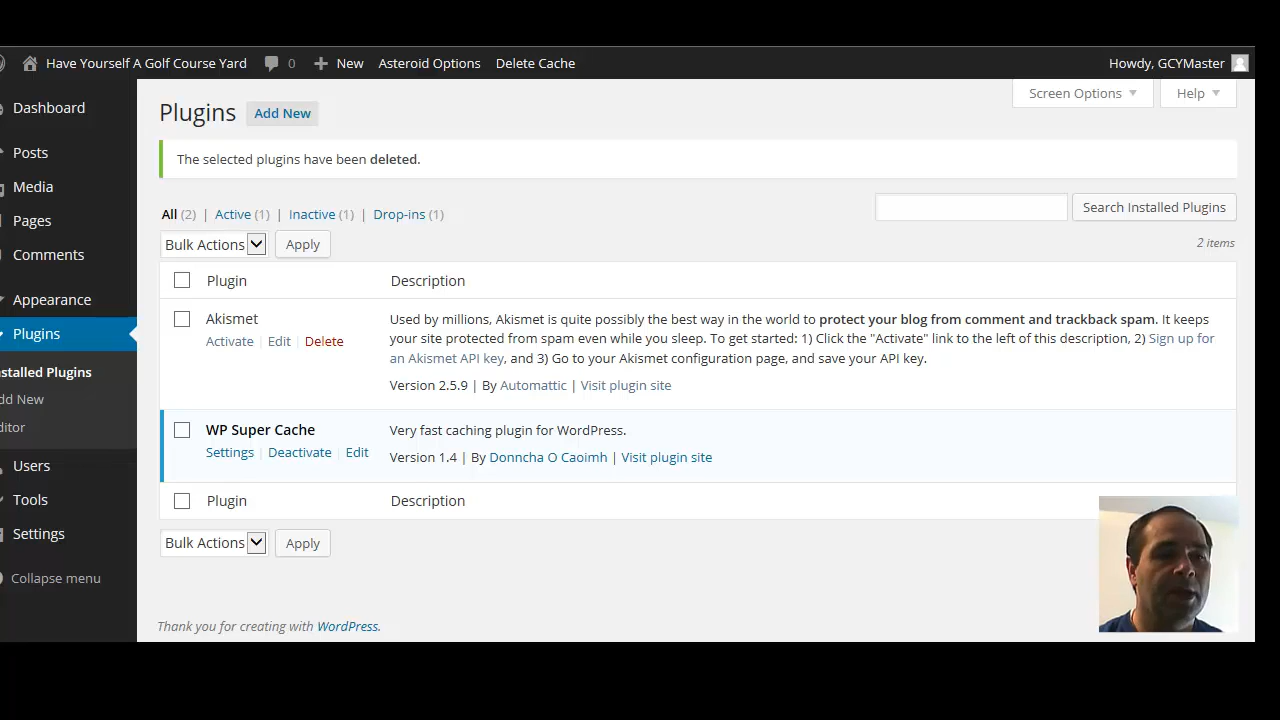 Have Yourself A Golf Course Yard 0 New Asteroid Options Delete Cache Howdy, GCYMaster
Dashboard
Posts
Media
Pages
Comments
Appearance
Plugins
nstalled Plugins
dd New
ditor
Users
Tools
Settings
Collapse menu
Screen Options Help
Plugins Add New
The selected plugins have been deleted.
All (2) | Active (1) | Inactive (1) | Drop-ins (1)
Search Installed Plugins
Bulk Actions Apply
2 items
Plugin Description
Akismet
Activate | Edit | Delete
Used by millions, Akismet is quite possibly the best way in the world to protect your blog from comment and trackback spam. It keeps
your site protected from spam even while you sleep. To get started: 1) Click the "Activate" link to the left of this description, 2) Sign up for
an Akismet API key, and 3) Go to your Akismet configuration page, and save your API key.
Version 2.5.9 | By Automattic | Visit plugin site
WP Super Cache
Settings | Deactivate | Edit
Very fast caching plugin for WordPress.
Version 1.4 | By Donncha O Caoimh | Visit plugin site
Plugin Description
Bulk Actions Apply
Thank you for creating with WordPress.